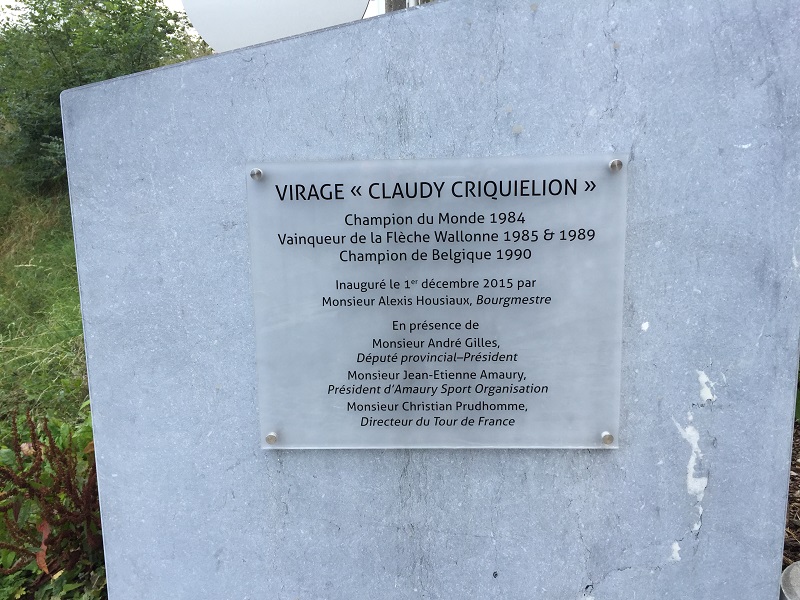 VIRAGE « CLAUDY CRIQUIELION »
Champion du Monde 1984
Vainqueur de la Flèche Wallonne 1985 & 1989
Champion de Belgique 1990
Inauguré le 1er décembre 2015 par
Monsieur Alexis Housiaux, Bourgmestre
En présence de
Monsieur André Gilles,
Député provincial–Président
Monsieur Jean-Etienne Amaury,
Président d'Amaury Sport Organisation
Monsieur Christian Prudhomme,
Directeur du Tour de France